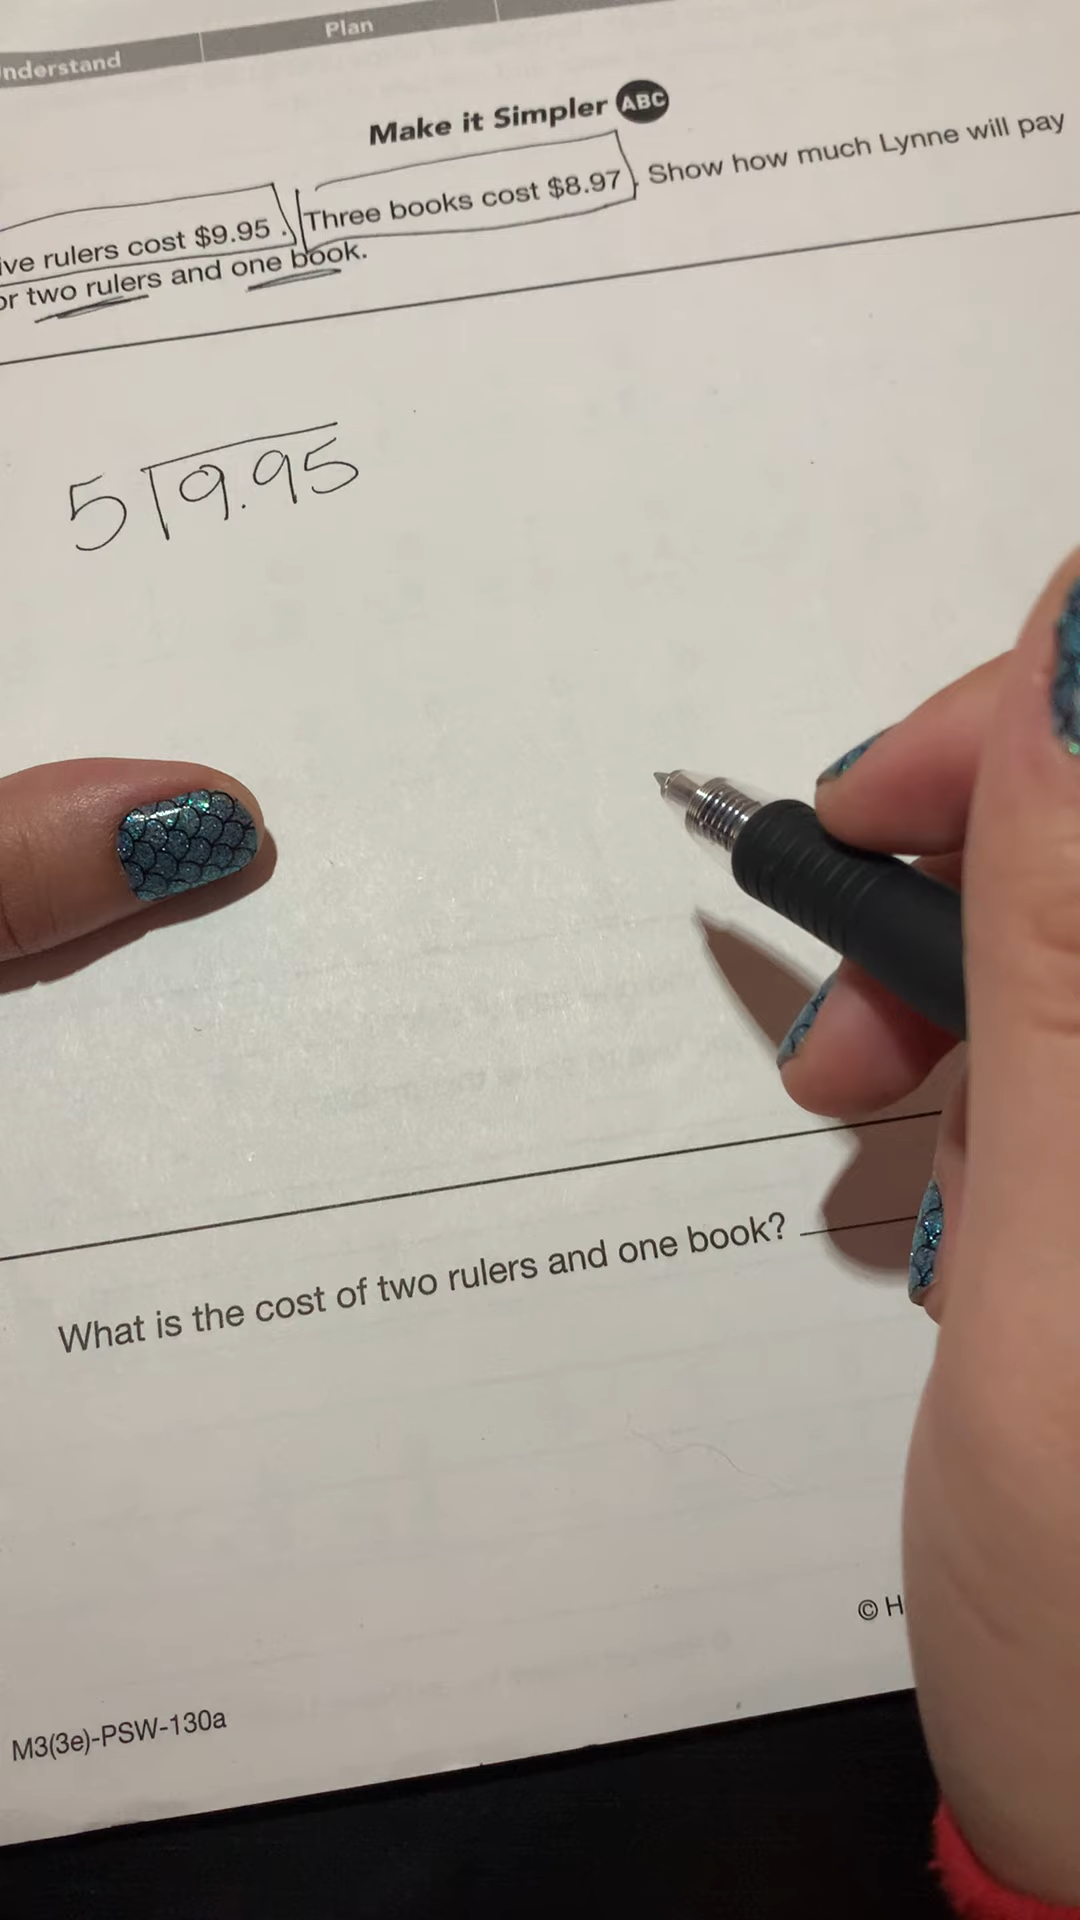 nderstand Plan
Make it Simpler ABC
ive rulers cost $9.95. Three books cost $8.97. Show how much Lynne will pay
or two rulers and one book.
5 9.95
What is the cost of two rulers and one book?
© H
M3(3e)-PSW-130a